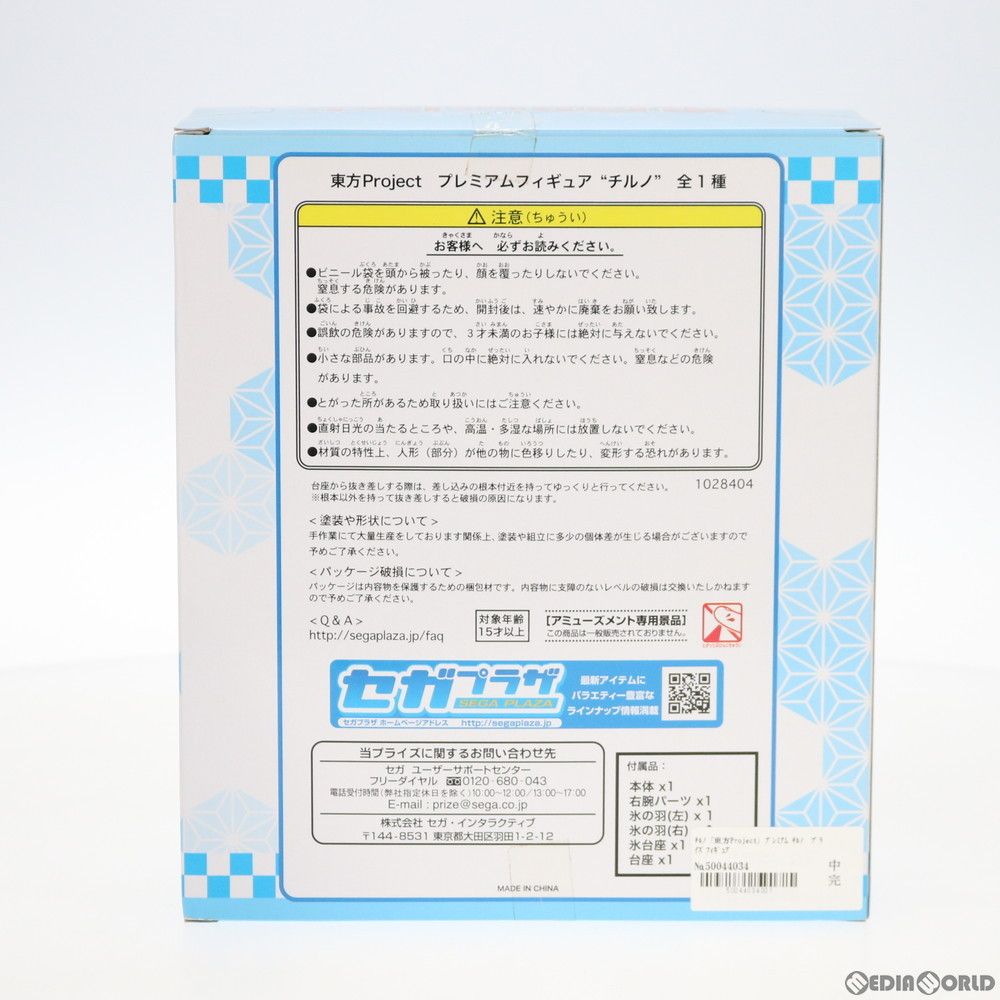 東方Project プレミアムフィギュア“チルノ” 全1種
注意(ちゅうい)
お客様へ 必ずお読みください。
●ビニール袋を頭から被ったり、顔を覆ったりしないでください。
窒息する危険があります。
●袋による事故を回避するため、開封後は、速やかに廃棄をお願い致します。
●誤飲の危険がありますので、3才未満のお子様には絶対に与えないでください。
●小さな部品があります。口の中に絶対に入れないでください。窒息などの危険
があります。
●とがった所があるため取り扱いにはご注意ください。
●直射日光の当たるところや、高温・多湿な場所には放置しないでください。
●材質の特性上、人形(部分)が他の物に色移りしたり、変形する恐れがあります。
台座から抜き差しする際は、差し込みの根本付近を持ってゆっくりと行ってください。 1028404
※根本以外を持って抜き差しすると破損の原因になります。
<塗装や形状について>
手作業にて大量生産をしております関係上、塗装や組立に多少の個体差が生じる場合がございますので
予めご了承ください。
<パッケージ破損について>
パッケージは内容物を保護するための梱包材です。内容物に支障のないレベルの破損は交換いたしかねます
ので予めご了承ください。
<Q&A>
http://segaplaza.jp/faq
対象年齢
15才以上
[アミューズメント専用景品]
この商品は一般販売されておりません。
セガプラザ
SEGA PLAZA
セガプラザ ホームページアドレス http://segaplaza.jp
最新アイテムに
バラエティー豊富な
ラインナップ情報満載
当プライズに関するお問い合わせ先
セガ ユーザーサポートセンター
フリーダイヤル 0120-680-043
電話受付時間(弊社指定休日を除く)10:00~12:00/13:00~17:00
E-mail:prize@sega.co.jp
株式会社 セガ・インタラクティブ
〒144-8531 東京都大田区羽田1-2-12
付属品:
本体 x1
右腕パーツ x1
氷の羽(左) x 1
氷の羽(右)
氷台座 x1
台座 x1
MADE IN CHINA
№50044034
中
完
MEDIAWORLD